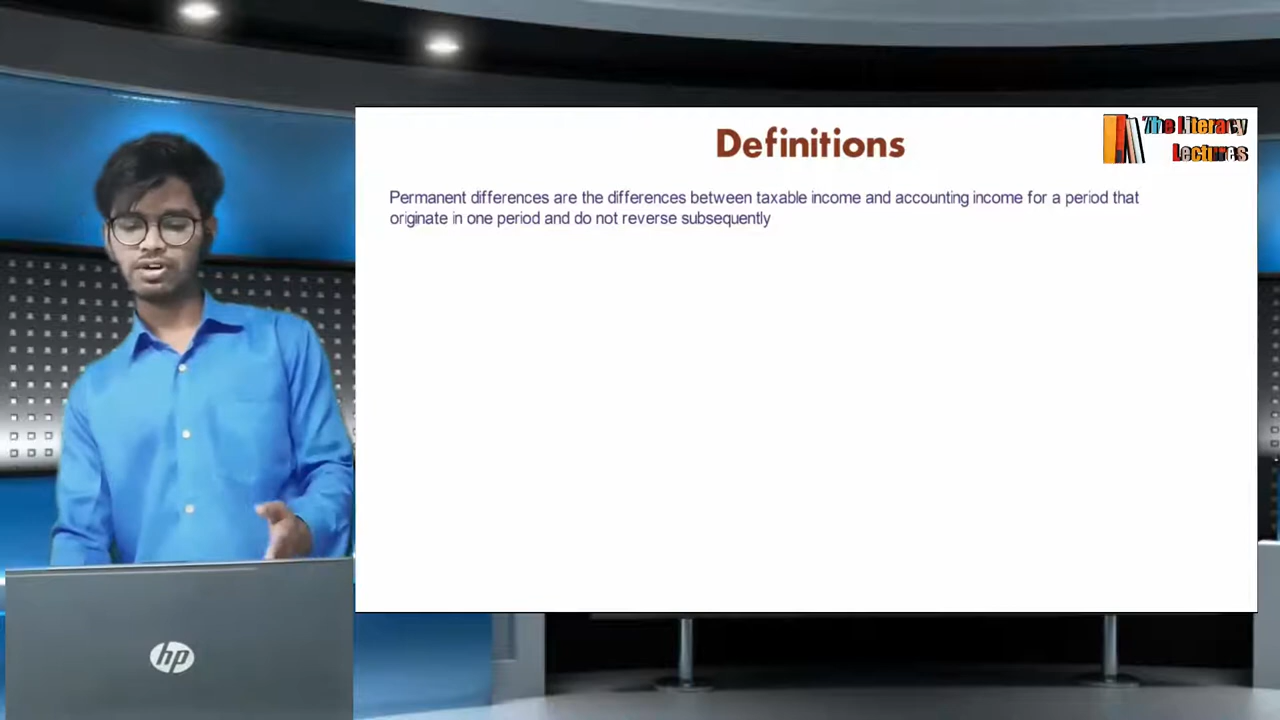 Definitions
The Literacy
Lectures
Permanent differences are the differences between taxable income and accounting income for a period that
originate in one period and do not reverse subsequently
hp